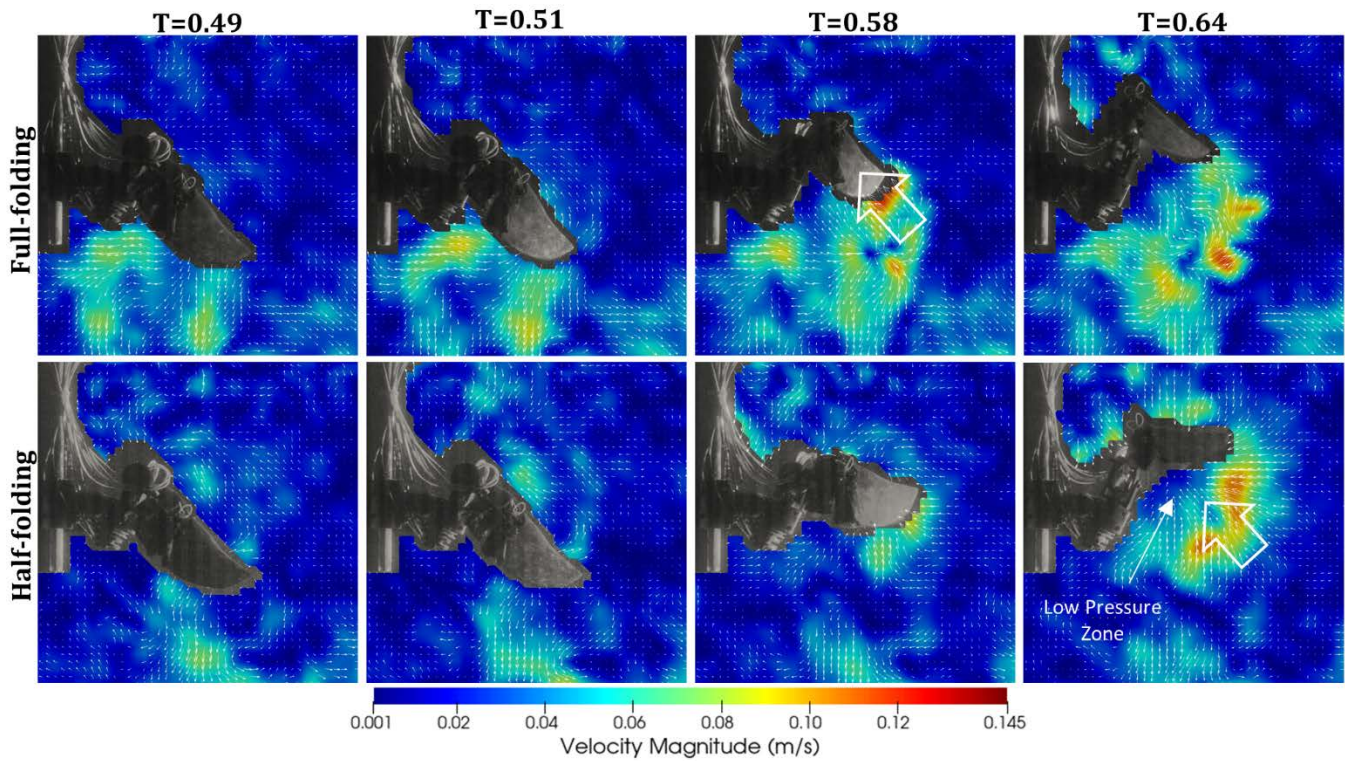 T=0.49
T=0.51
T=0.58
T=0.64
Full-folding
Half-folding
Low Pressure
Zone
0.001 0.02 0.04 0.06 0.08 0.10 0.12 0.145
Velocity Magnitude (m/s)